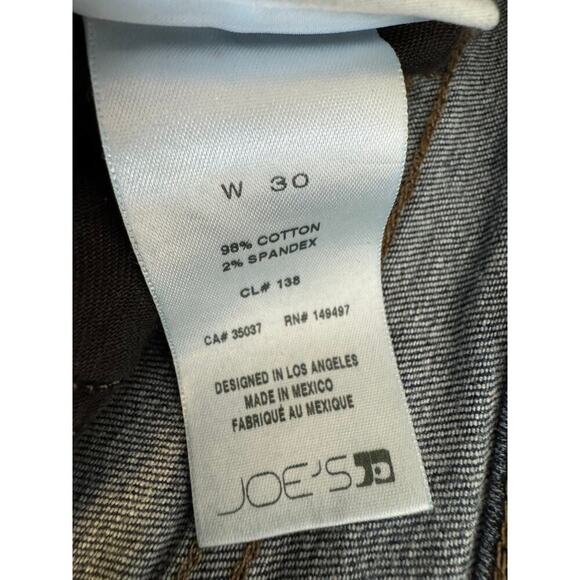 W 30
98% COTTON
2% SPANDEX
CL# 138
CA# 35037 RN# 149497
DESIGNED IN LOS ANGELES
MADE IN MEXICO
FABRIQUÉ AU MEXIQUE
JOE'S